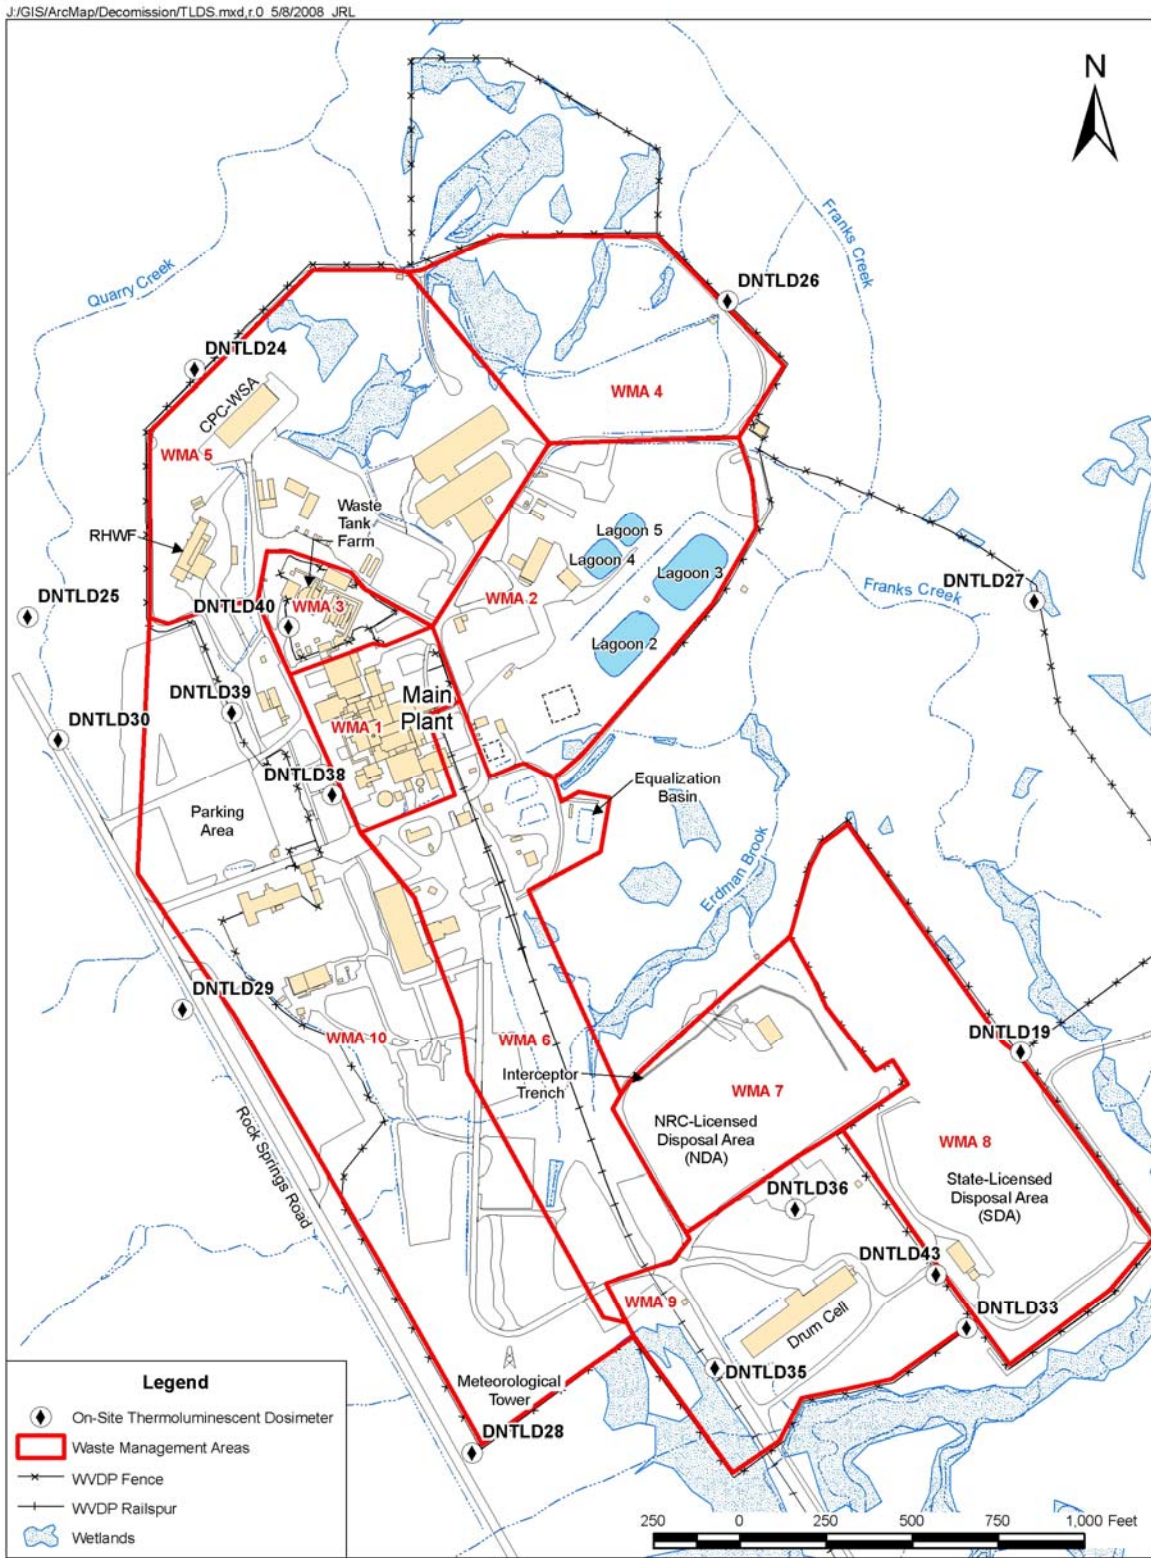 J:/GIS/ArcMap/Decomission/TLDS.mxd,r.0 5/8/2008 JRL
N
Franks Creek
Quarry Creek
DNTLD26
DNTLD24
CPC-WSA
WMA 4
WMA 5
Waste
Tank
Farm
RHWF
Lagoon 5
Lagoon 4
Lagoon 3
DNTLD27
Franks Creek
DNTLD25
DNTLD40
WMA 3
WMA 2
Lagoon 2
DNTLD39
Main
Plant
DNTLD30
WMA 1
DNTLD38
Equalization
Basin
Parking
Area
Erdman Brook
DNTLD29
WMA 10
WMA 6
DNTLD19
Interceptor
Trench
WMA 7
NRC-Licensed
Disposal Area
(NDA)
WMA 8
State-Licensed
Disposal Area
(SDA)
Rock Springs Road
DNTLD36
DNTLD43
WMA 9
DNTLD33
Drum Cell
DNTLD35
Meteorological
Tower
DNTLD28
Legend
On-Site Thermoluminescent Dosimeter
Waste Management Areas
WVDP Fence
WVDP Railspur
Wetlands
250 0 250 500 750 1,000 Feet